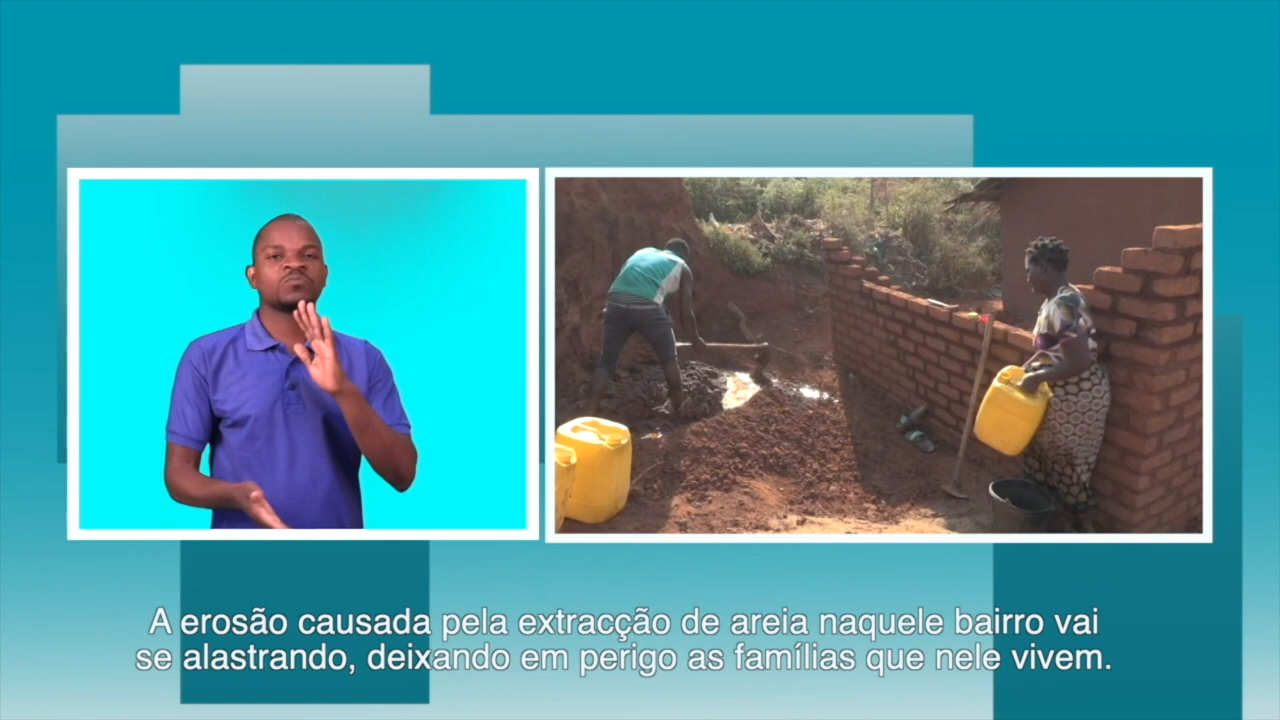 A erosão causada pela extracção de areia naquele bairro vai
se alastrando, deixando em perigo as famílias que nele vivem.